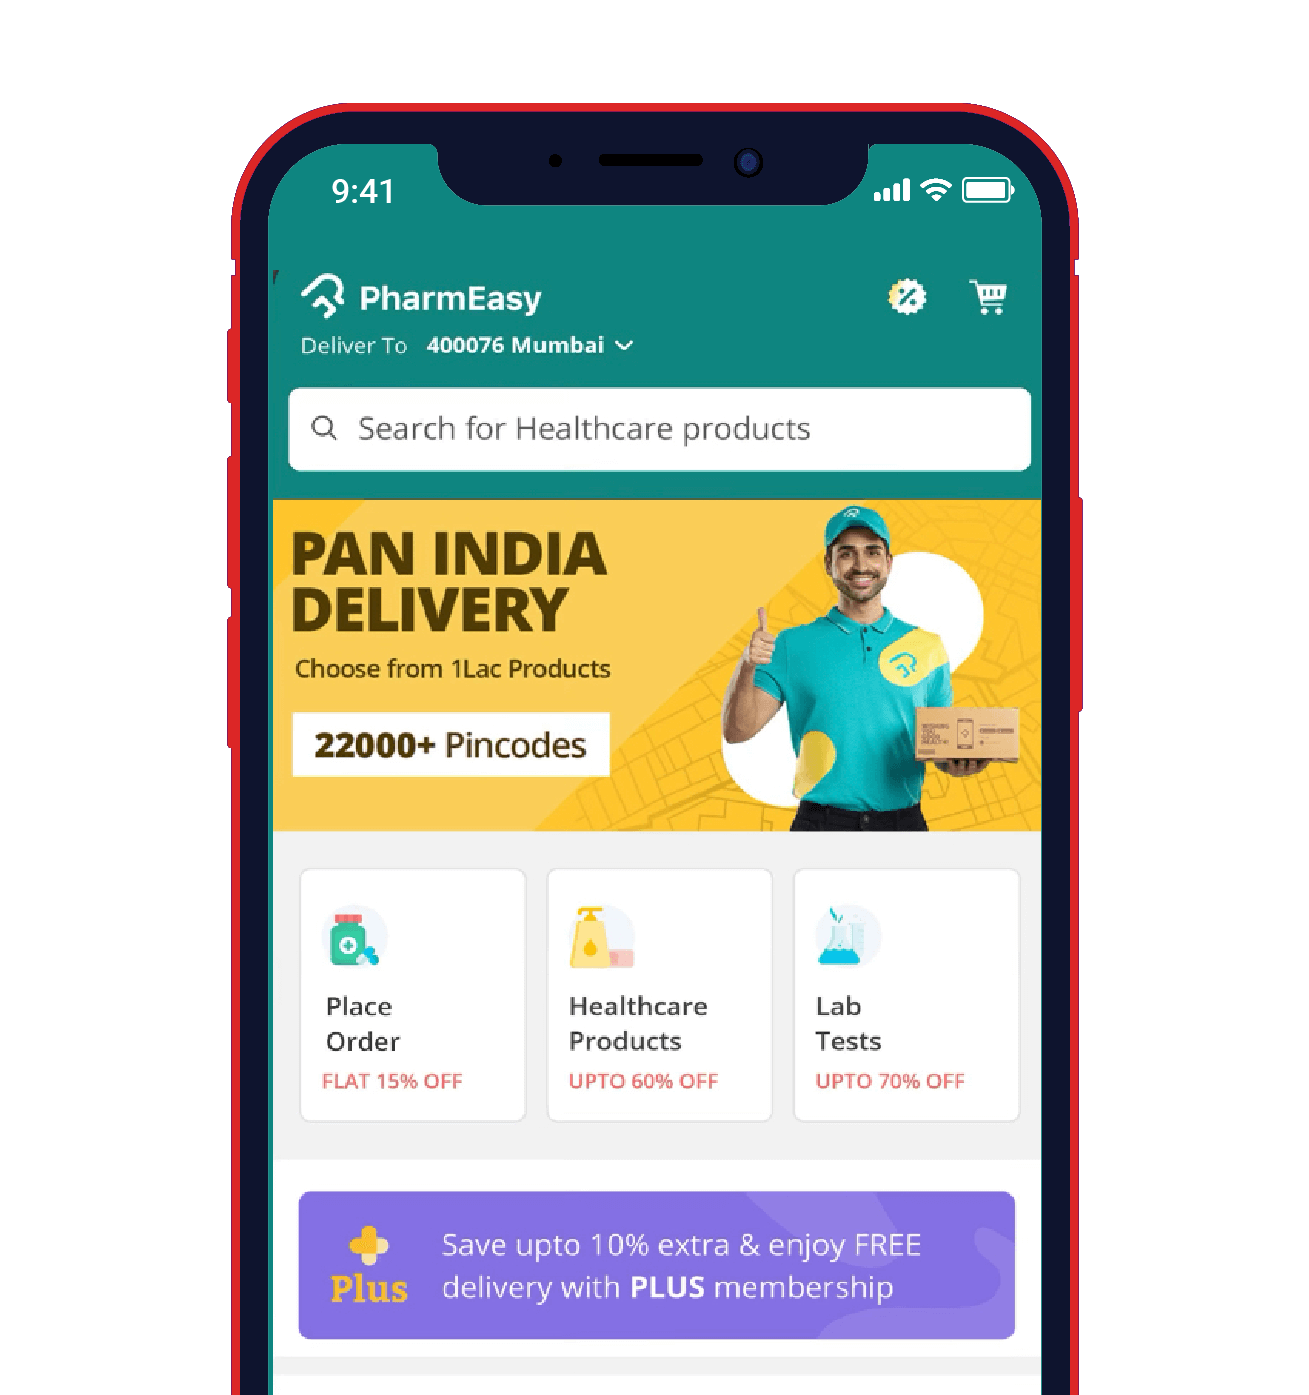 9:41
PharmEasy
Deliver To 400076 Mumbai
Search for Healthcare products
PAN INDIA
DELIVERY
Choose from 1Lac Products
22000+ Pincodes
Place
Order
FLAT 15% OFF
Healthcare
Products
UPTO 60% OFF
Lab
Tests
UPTO 70% OFF
Plus
Save upto 10% extra & enjoy FREE
delivery with PLUS membership